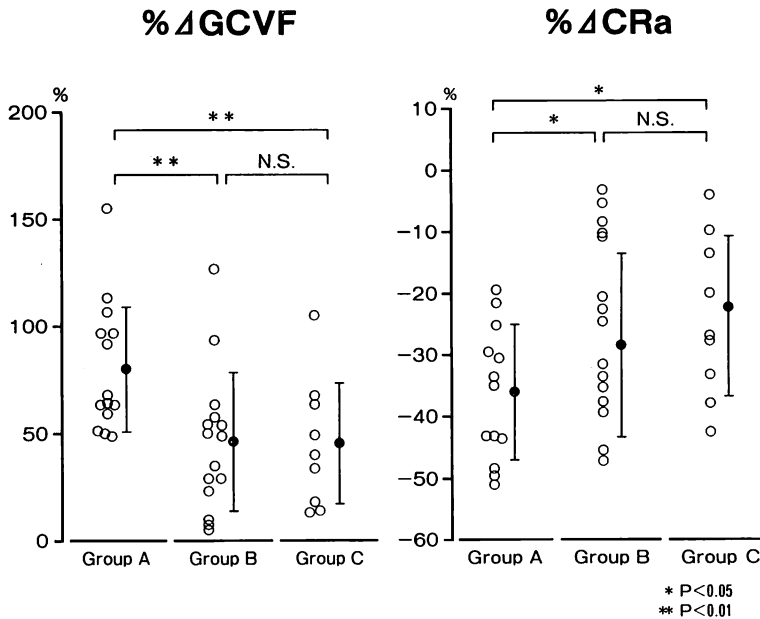 %⊿GCVF
%
200
150
100
50
0
**
**
N.S.
Group A Group B Group C
%⊿CRa
%
10
0
−10
−20
−30
−40
−50
−60
*
*
N.S.
Group A Group B Group C
* P<0.05
** P<0.01